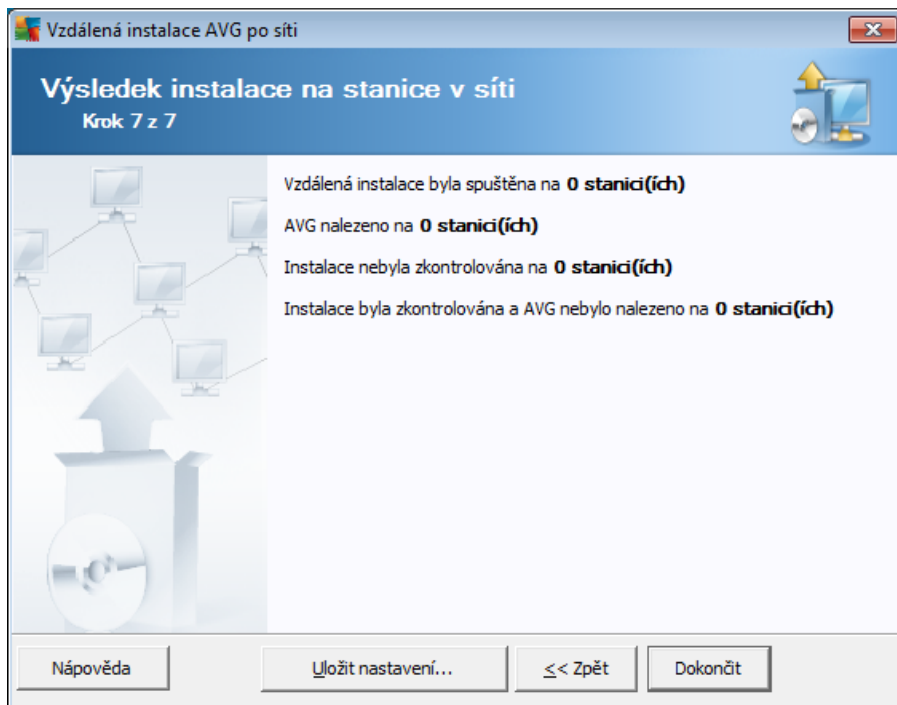 Vzdálená instalace AVG po síti
Výsledek instalace na stanice v síti
Krok 7 z 7
Vzdálená instalace byla spuštěna na 0 stanici(ích)
AVG nalezeno na 0 stanici(ích)
Instalace nebyla zkontrolována na 0 stanici(ích)
Instalace byla zkontrolována a AVG nebylo nalezeno na 0 stanici(ích)
Nápověda
Uložit nastavení...
<< Zpět
Dokončit